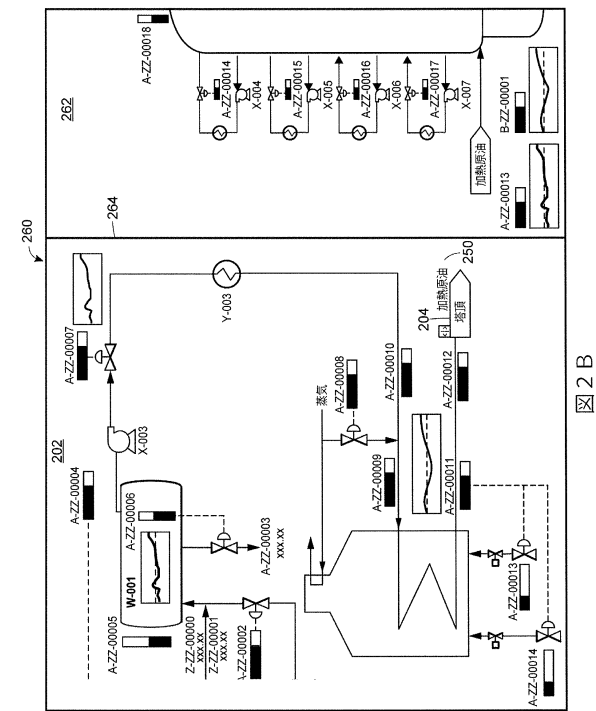 260
202
264
262
A-ZZ-00004
A-ZZ-00005
W-001
A-ZZ-00006
X-003
A-ZZ-00007
Y-003
Z-ZZ-00000
xxx.xx
Z-ZZ-00001
xxx.xx
A-ZZ-00002
A-ZZ-00003
xxx.xx
蒸気
A-ZZ-00008
A-ZZ-00009
A-ZZ-00010
A-ZZ-00011
A-ZZ-00012
204
加熱原油
塔頂
250
A-ZZ-00013
A-ZZ-00014
A-ZZ-00018
A-ZZ-00014
X-004
A-ZZ-00015
X-005
A-ZZ-00016
X-006
A-ZZ-00017
X-007
加熱原油
A-ZZ-00013
B-ZZ-00001
図2B